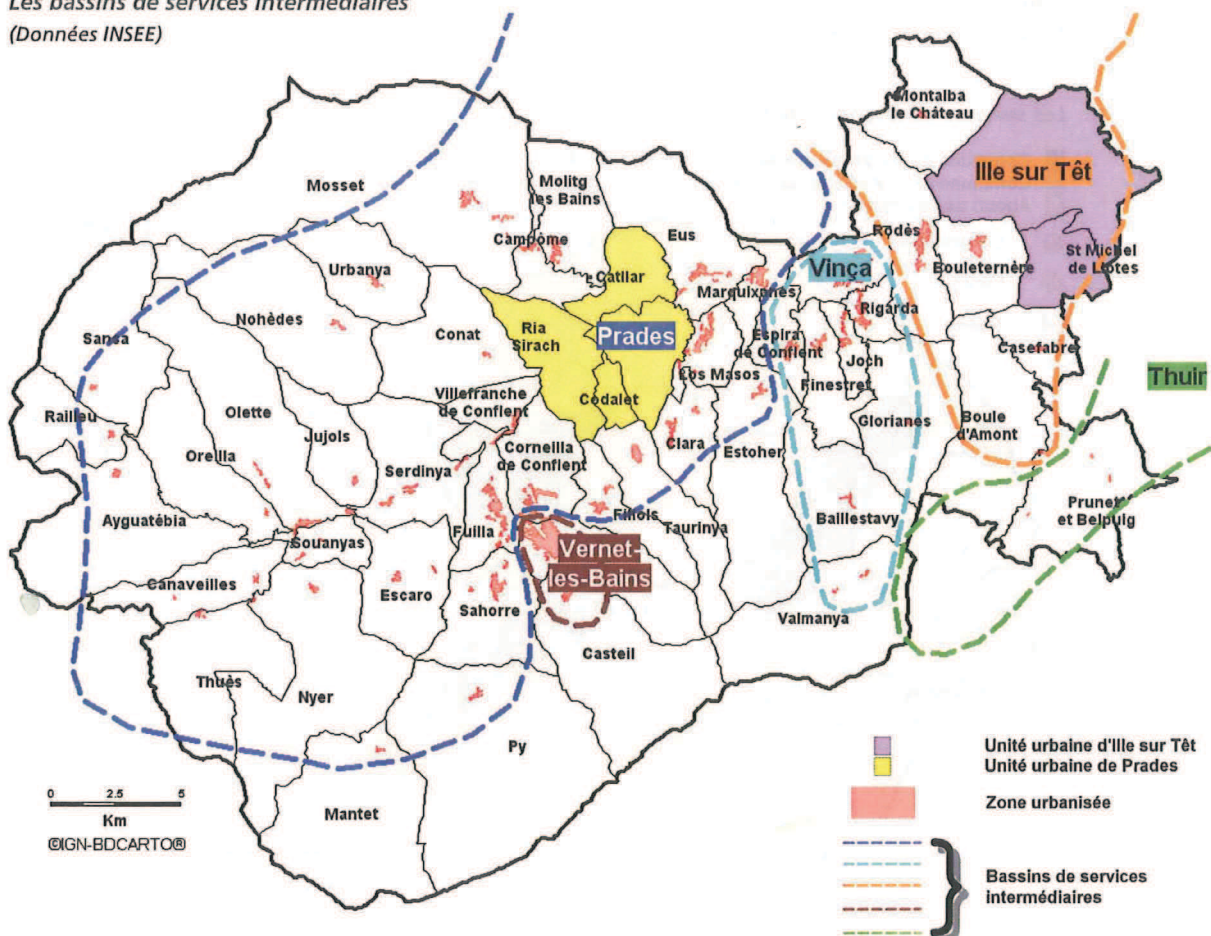 Les bassins de services intermédiaires
(Données INSEE)
Montalba
le Château
Ille sur Têt
Mosset
Molitg
les Bains
Campôme
Eus
Rodès
Bouleternère
St Michel
de Llotes
Urbanya
Catllar
Vinça
Marquixanes
Nohèdes
Conat
Ria
Sirach
Prades
Espira
de Conflent
Rigarda
Sansa
Casefabre
Joch
Los Masos
Finestret
Thuir
Railleu
Olette
Villefranche
de Conflent
Codalet
Glorianes
Boule
d'Amont
Jujols
Oreilla
Serdinya
Corneilla
de Conflent
Clara
Estoher
Ayguatébia
Souanyas
Fuilla
Fillols
Taurinya
Baillestavy
Prunet
et Belpuig
Canaveilles
Escaro
Sahorre
Vernet-
les-Bains
Valmanya
Casteil
Thuès
Nyer
Py
Mantet
0 2.5 5
Km
©IGN-BDCARTO®
Unité urbaine d'Ille sur Têt
Unité urbaine de Prades
Zone urbanisée
Bassins de services
intermédiaires